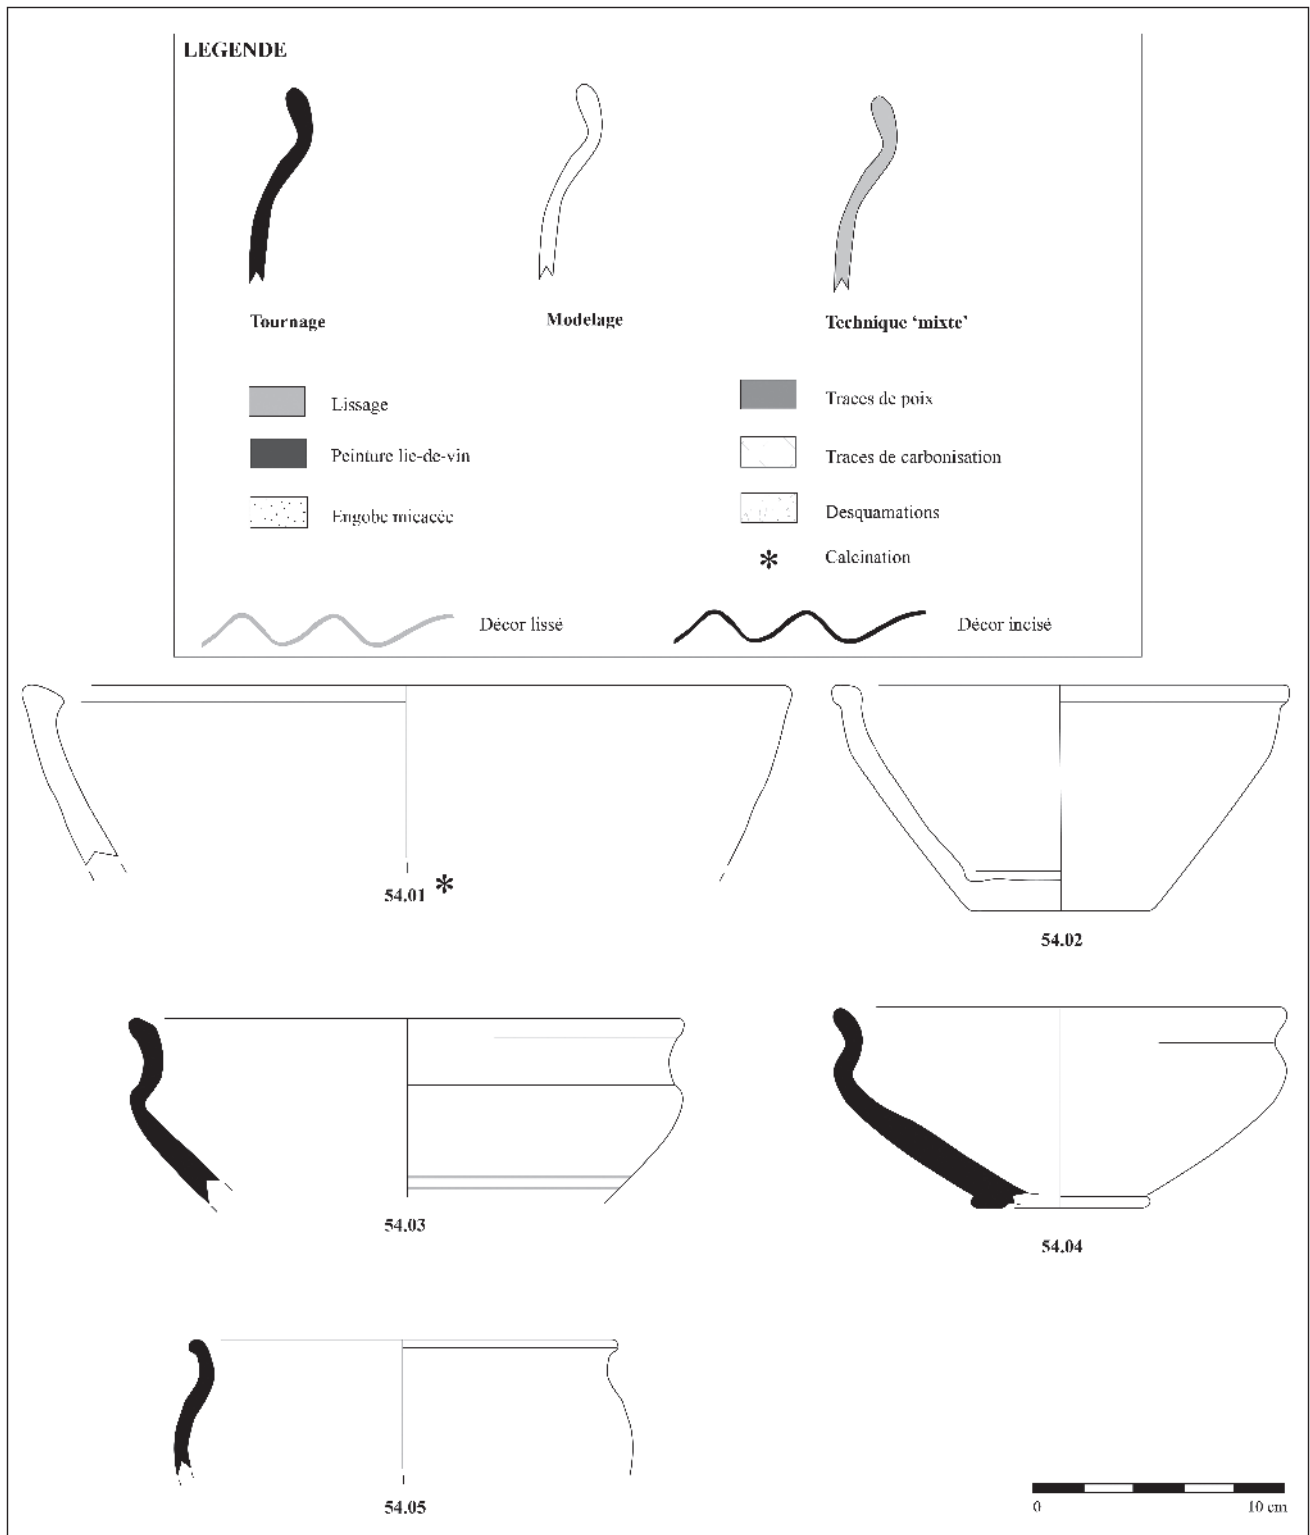 LEGENDE
Tournage
Modelage
Technique ‘mixte’
Lissage
Traces de poix
Peinture lie-de-vin
Traces de carbonisation
Engobe micacée
Desquamations
* Calcination
Décor lissé
Décor incisé
54.01 *
54.02
54.03
54.04
54.05
0 10 cm